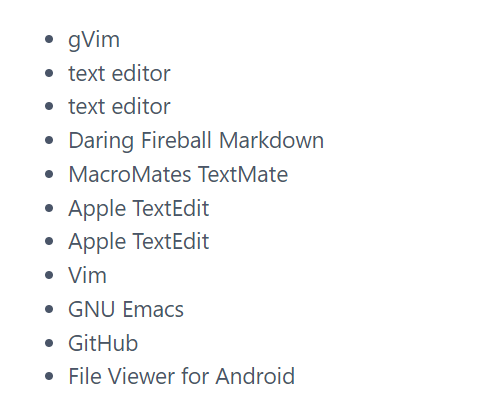 • gVim
• text editor
• text editor
• Daring Fireball Markdown
• MacroMates TextMate
• Apple TextEdit
• Apple TextEdit
• Vim
• GNU Emacs
• GitHub
• File Viewer for Android